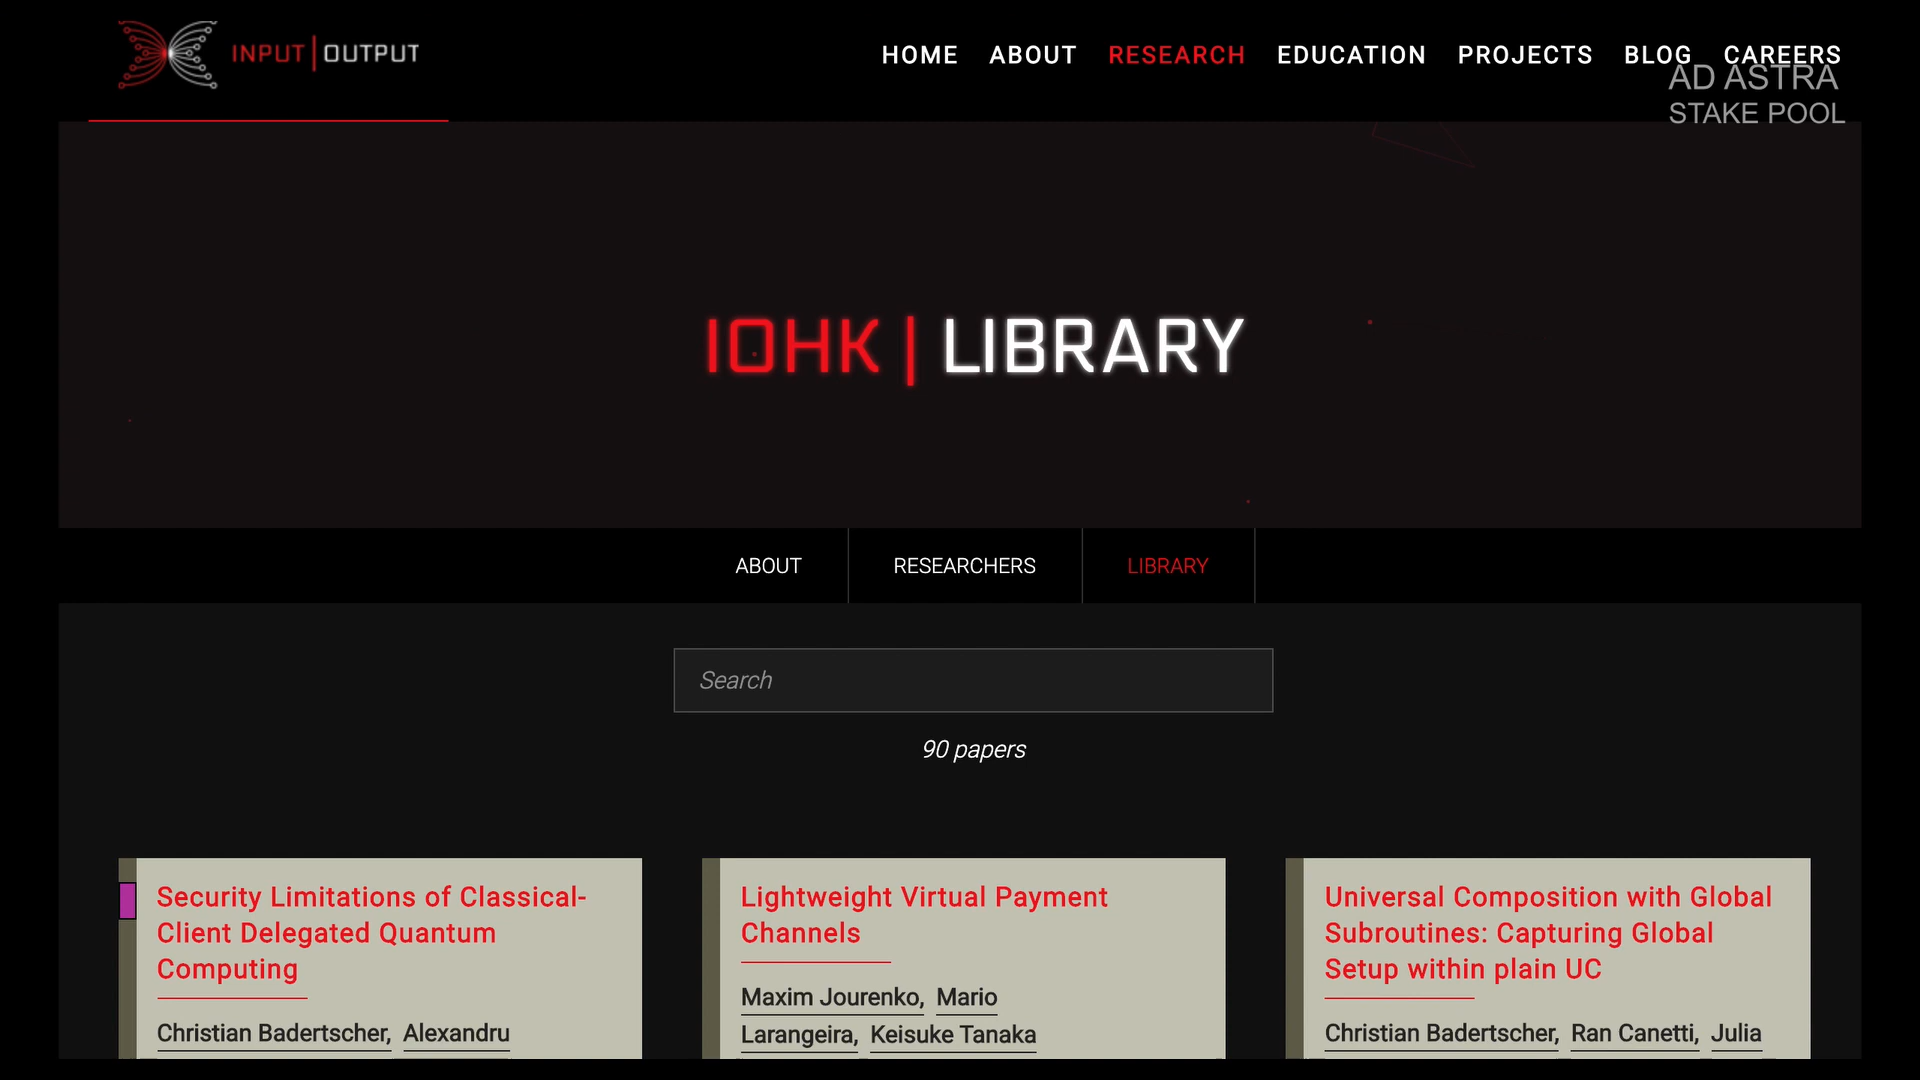 INPUT|OUTPUT
HOME ABOUT RESEARCH EDUCATION PROJECTS BLOG CAREERS
AD ASTRA
STAKE POOL
IOHK | LIBRARY
ABOUT RESEARCHERS LIBRARY
Search
90 papers
Security Limitations of Classical-
Client Delegated Quantum
Computing
Christian Badertscher, Alexandru
Lightweight Virtual Payment
Channels
Maxim Jourenko, Mario
Larangeira, Keisuke Tanaka
Universal Composition with Global
Subroutines: Capturing Global
Setup within plain UC
Christian Badertscher, Ran Canetti, Julia